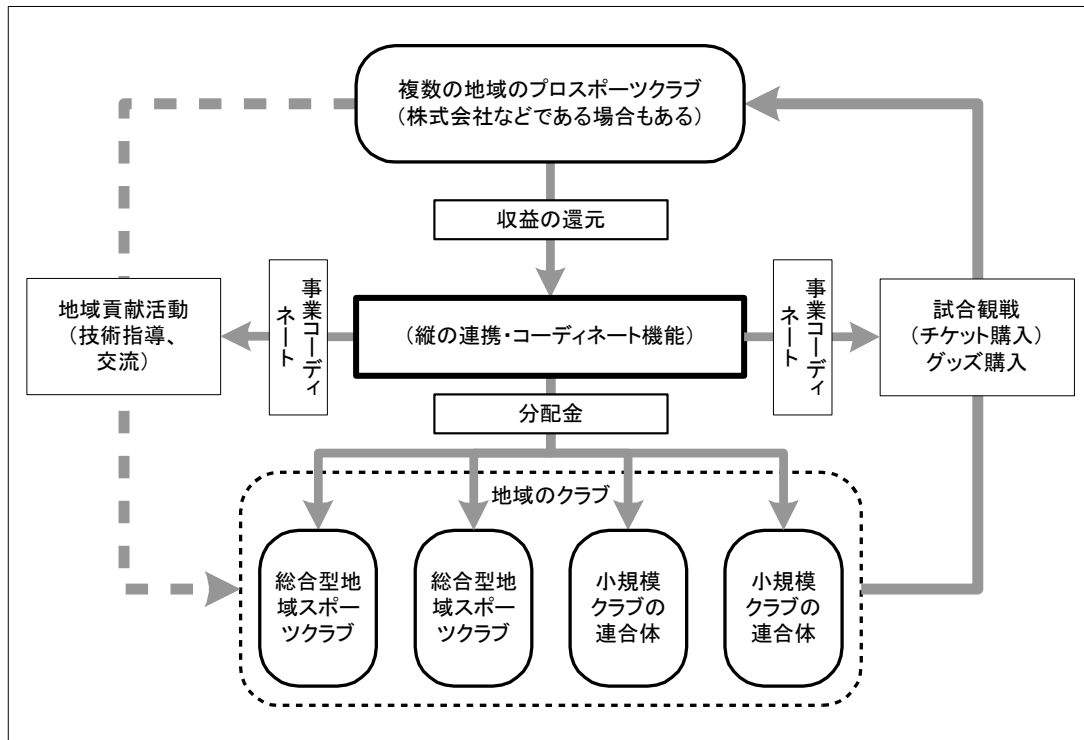 複数の地域のプロスポーツクラブ
(株式会社などである場合もある)
収益の還元
地域貢献活動
(技術指導、
交流)
事業コーディ
ネート
(縦の連携・コーディネート機能)
事業コーディ
ネート
試合観戦
(チケット購入)
グッズ購入
分配金
地域のクラブ
総合型地
域スポー
ツクラブ
総合型地
域スポー
ツクラブ
小規模
クラブの
連合体
小規模
クラブの
連合体